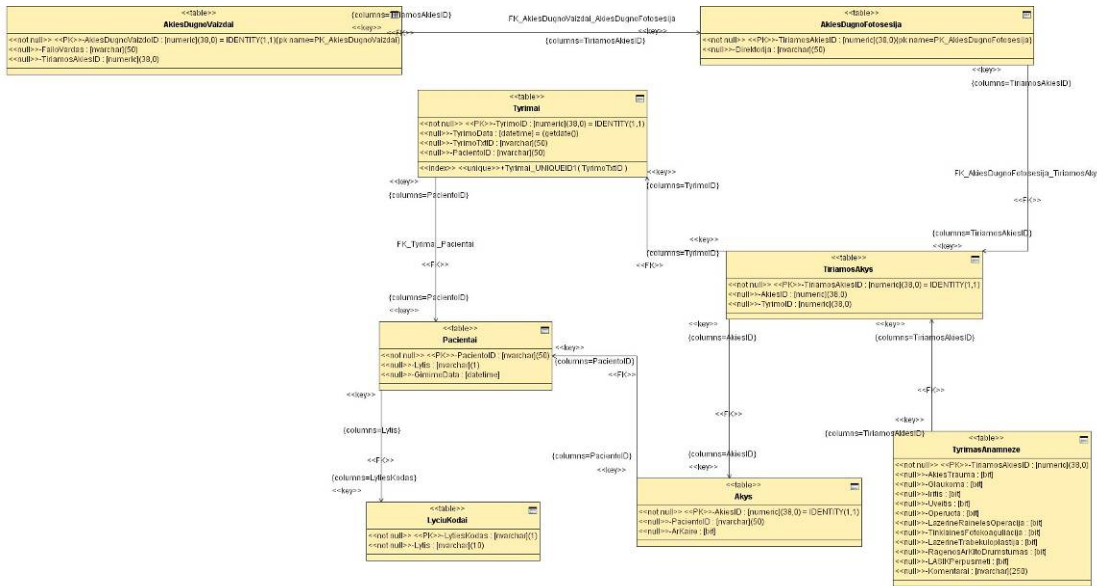 <<table>>
AkiesDugnoVaizdai
<<not null>> <<PK>>-AkiesDugnoVaizdoID : [numeric](38,0) = IDENTITY(1,1){pk name=PK_AkiesDugnoVaizdai}
<<null>>-FailoVardas : [nvarchar](50)
<<null>>-TiriamosAkiesID : [numeric](38,0)
{columns=TiriamosAkiesID}
<<key>>
<<FK>>
FK_AkiesDugnoVaizdai_AkiesDugnoFotosesija
{columns=TiriamosAkiesID}
<<key>>
<<table>>
AkiesDugnoFotosesija
<<not null>> <<PK>>-TiriamosAkiesID : [numeric](38,0){pk name=PK_AkiesDugnoFotosesija}
<<null>>-Direktorija : [nvarchar](50)
<<key>>
{columns=TiriamosAkiesID}
FK_AkiesDugnoFotosesija_TiriamosAky
<<FK>>
{columns=TiriamosAkiesID}
<<key>>
<<table>>
Tyrimai
<<not null>> <<PK>>-TyrimoID : [numeric](38,0) = IDENTITY(1,1)
<<null>>-TyrimoData : [datetime] = (getdate())
<<null>>-TyrimoTxtID : [nvarchar](50)
<<null>>-PacientoID : [nvarchar](50)
<<index>> <<unique>>+Tyrimai_UNIQUEID1( TyrimoTxtID )
<<key>>
{columns=PacientoID}
FK_Tyrimai_Pacientai
<<FK>>
{columns=PacientoID}
<<key>>
<<key>>
{columns=TyrimoID}
<<key>>
{columns=TyrimoID}
<<FK>>
<<table>>
TiriamosAkys
<<not null>> <<PK>>-TiriamosAkiesID : [numeric](38,0) = IDENTITY(1,1)
<<null>>-AkiesID : [numeric](38,0)
<<null>>-TyrimoID : [numeric](38,0)
<<key>>
{columns=AkiesID}
<<FK>>
{columns=AkiesID}
<<key>>
<<key>>
{columns=TiriamosAkiesID}
<<FK>>
<<key>>
{columns=TiriamosAkiesID}
<<table>>
Pacientai
<<not null>> <<PK>>-PacientoID : [nvarchar](50)
<<null>>-Lytis : [nvarchar](1)
<<null>>-GimimoData : [datetime]
<<key>>
{columns=PacientoID}
<<FK>>
{columns=PacientoID}
<<key>>
<<key>>
{columns=Lytis}
<<FK>>
{columns=LytiesKodas}
<<key>>
<<table>>
LyciuKodai
<<not null>> <<PK>>-LytiesKodas : [nvarchar](1)
<<not null>>-Lytis : [nvarchar](10)
<<table>>
Akys
<<not null>> <<PK>>-AkiesID : [numeric](38,0) = IDENTITY(1,1)
<<null>>-PacientoID : [nvarchar](50)
<<null>>-ArKaire : [bit]
<<table>>
TyrimasAnamneze
<<not null>> <<PK>>-TiriamosAkiesID : [numeric](38,0)
<<null>>-AkiesTrauma : [bit]
<<null>>-Glaukoma : [bit]
<<null>>-Iritis : [bit]
<<null>>-Uveitis : [bit]
<<null>>-Operuota : [bit]
<<null>>-LazerineRainelesOperacija : [bit]
<<null>>-TinklainesFotokoaguliacija : [bit]
<<null>>-LazerineTrabekuloplastija : [bit]
<<null>>-RagenosArKitoDrumstumas : [bit]
<<null>>-LASIKPerpusmeti : [bit]
<<null>>-Komentarai : [nvarchar](250)